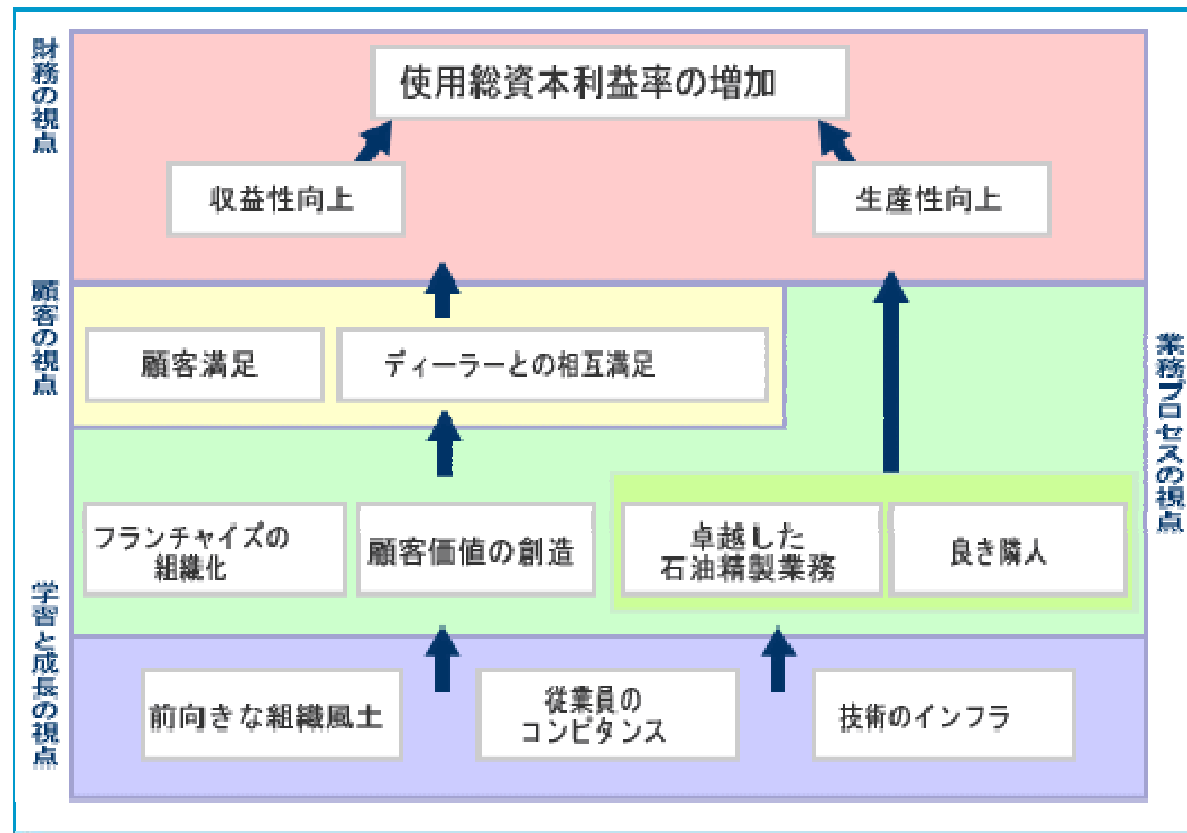 財務の視点
使用総資本利益率の増加
収益性向上
生産性向上
顧客の視点
顧客満足
ディーラーとの相互満足
業務プロセスの視点
フランチャイズの
組織化
顧客価値の創造
卓越した
石油精製業務
良き隣人
学習と成長の視点
前向きな組織風土
従業員の
コンピタンス
技術のインフラ